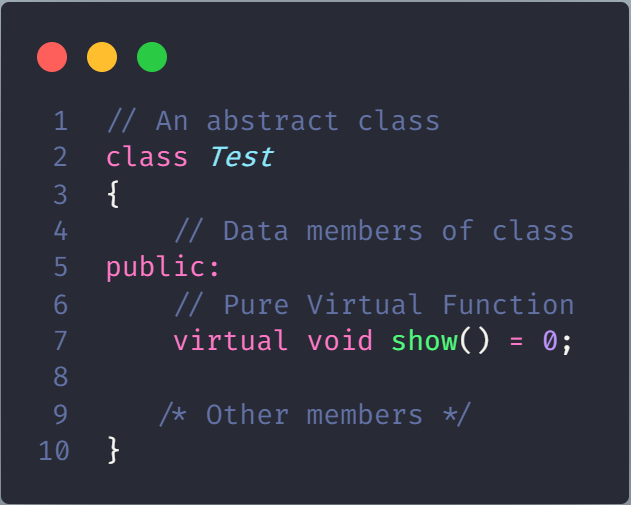 1 // An abstract class
2 class Test
3 {
4     // Data members of class
5 public:
6     // Pure Virtual Function
7     virtual void show() = 0;
8
9    /* Other members */
10 }